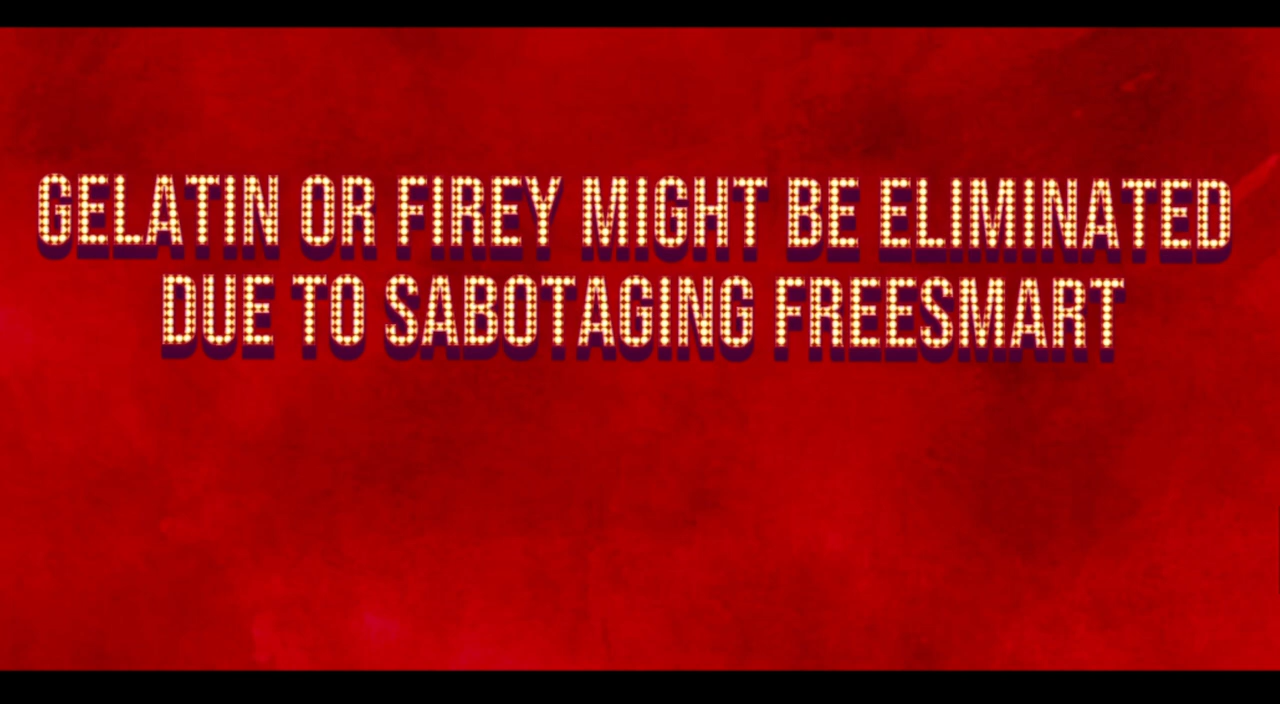 GELATIN OR FIREY MIGHT BE ELIMINATED
DUE TO SABOTAGING FREESMART